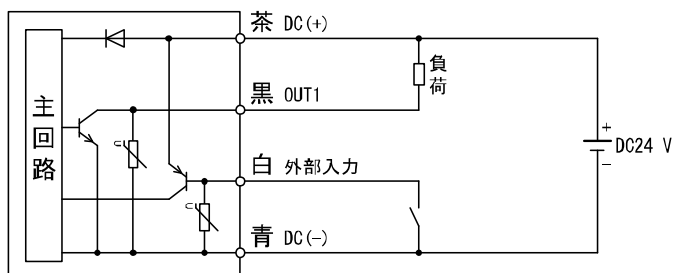 茶 DC(+)
負荷
黒 OUT1
主回路
+
DC24 V
−
白 外部入力
青 DC(−)